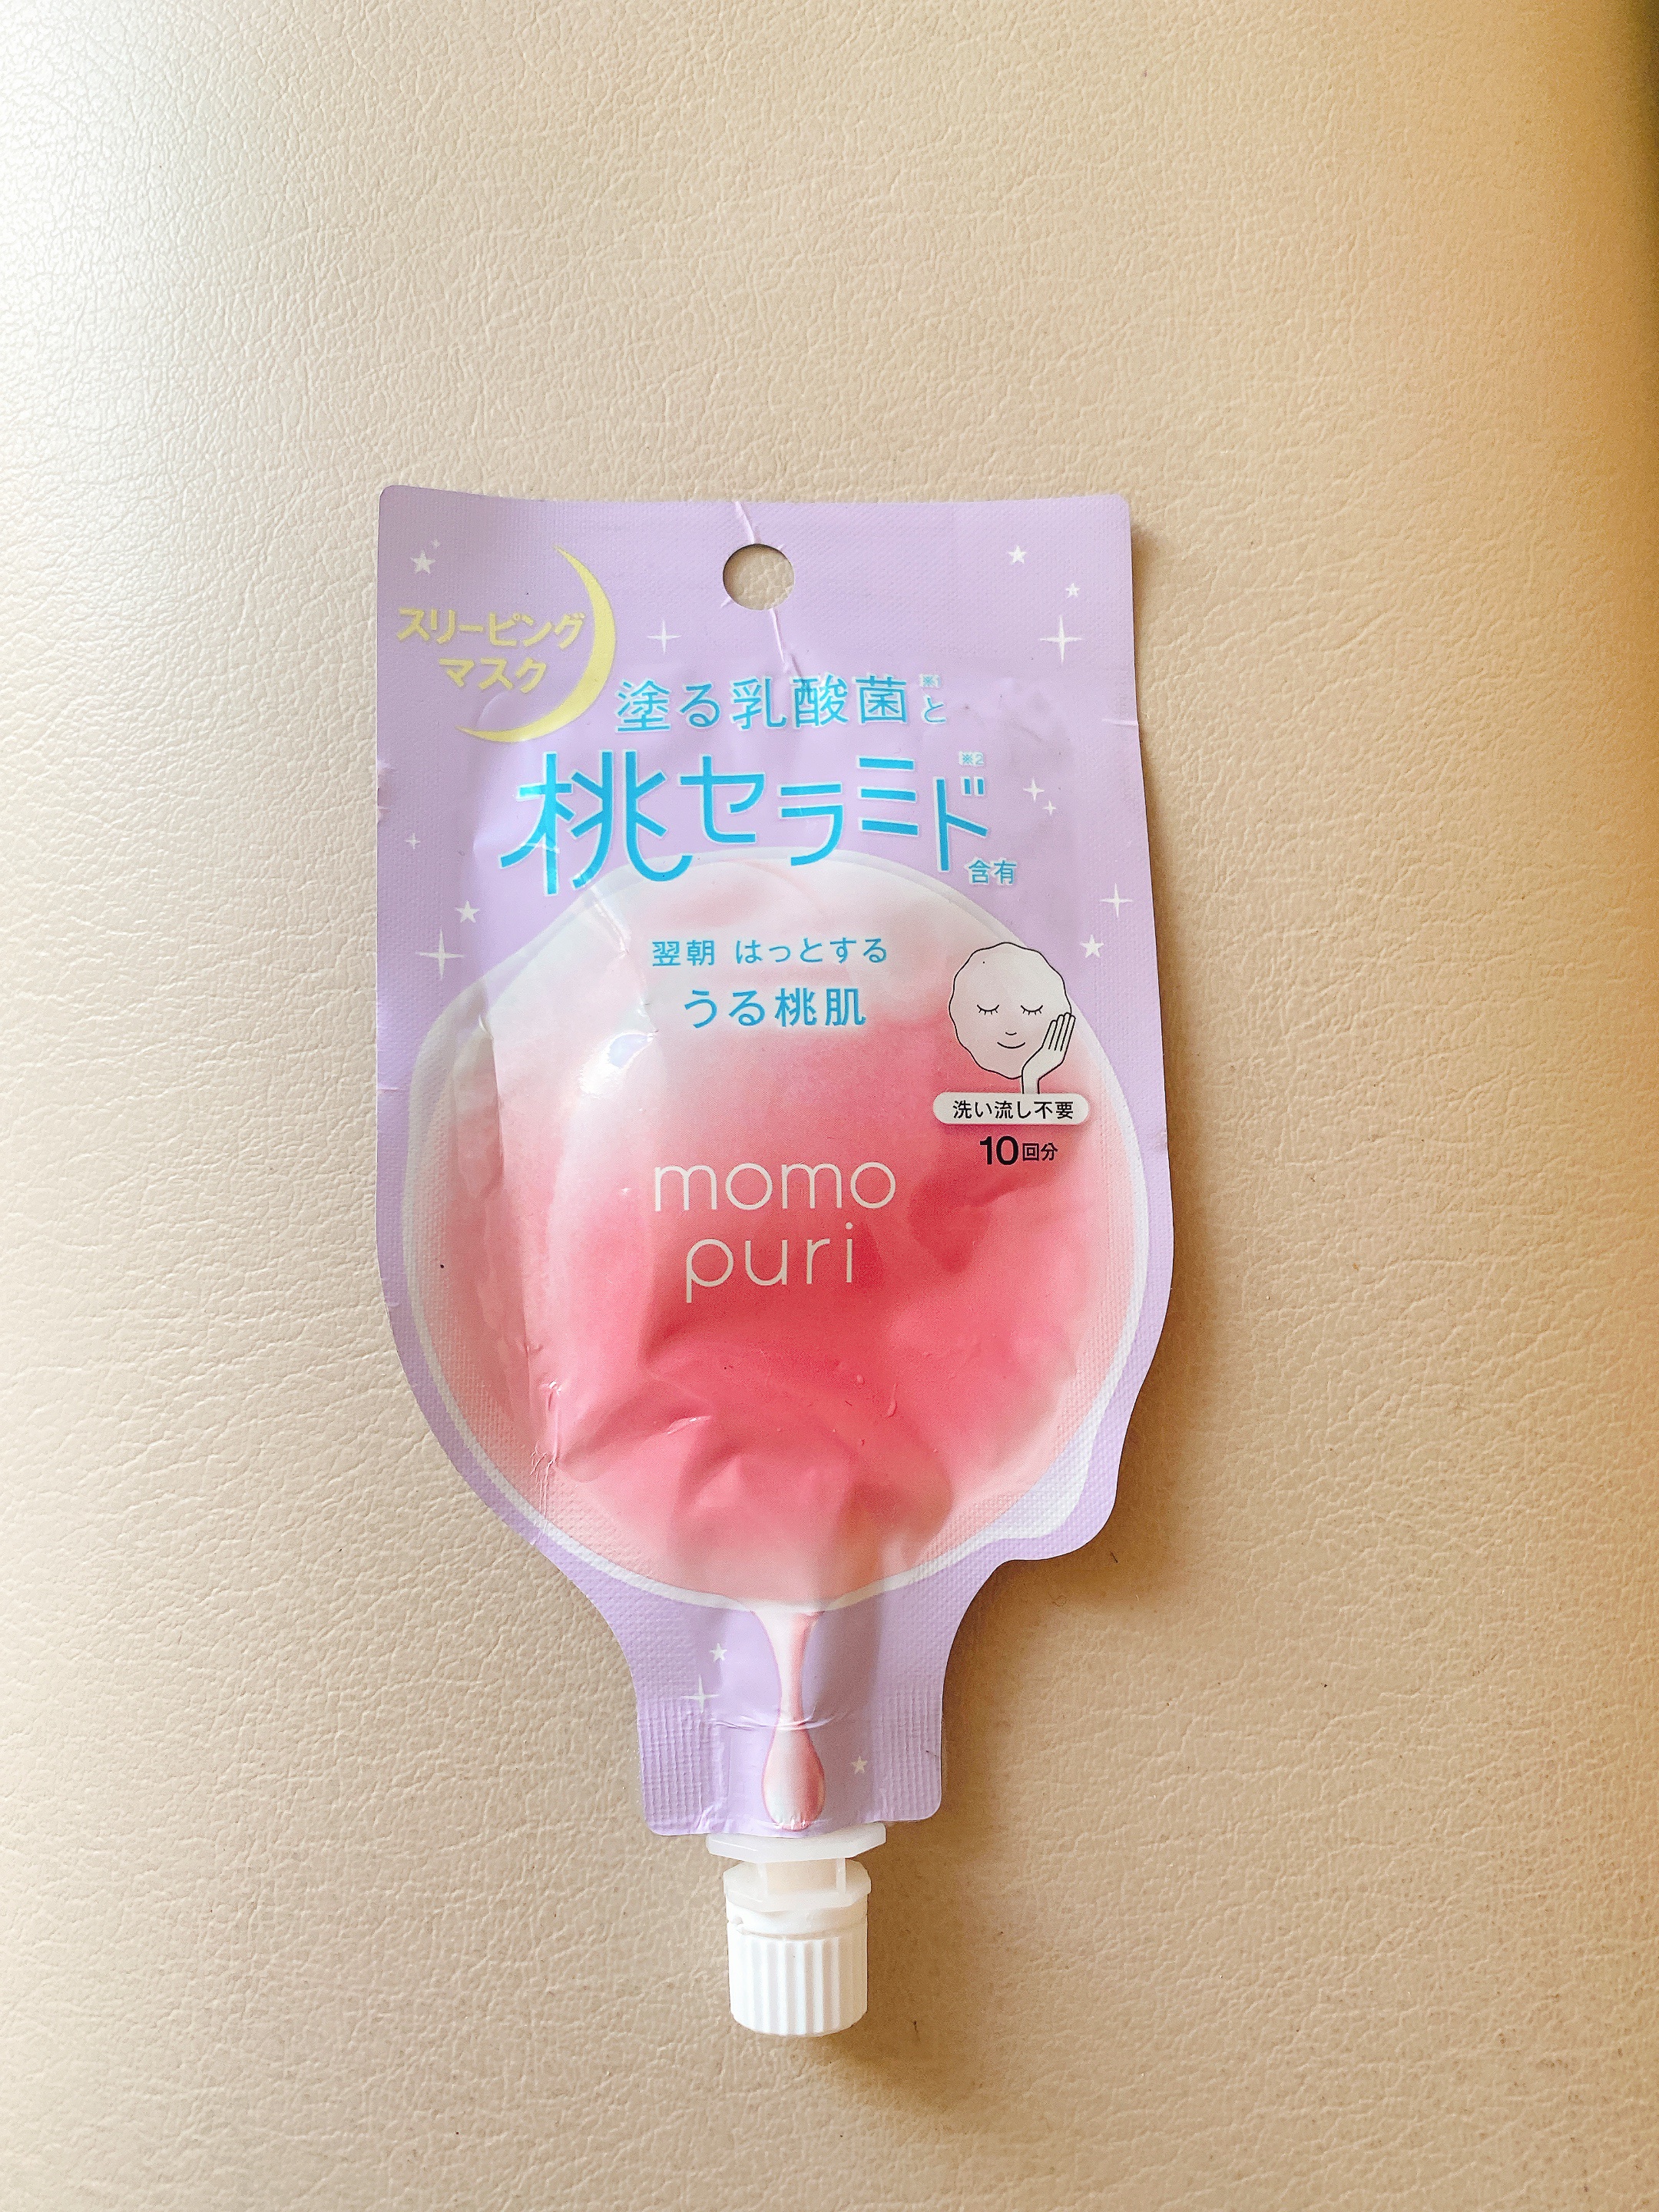 スリーピング
マスク
塗る乳酸菌※1と
桃セラミド※2
含有
翌朝 はっとする
うる桃肌
洗い流し不要
10回分
momo
puri